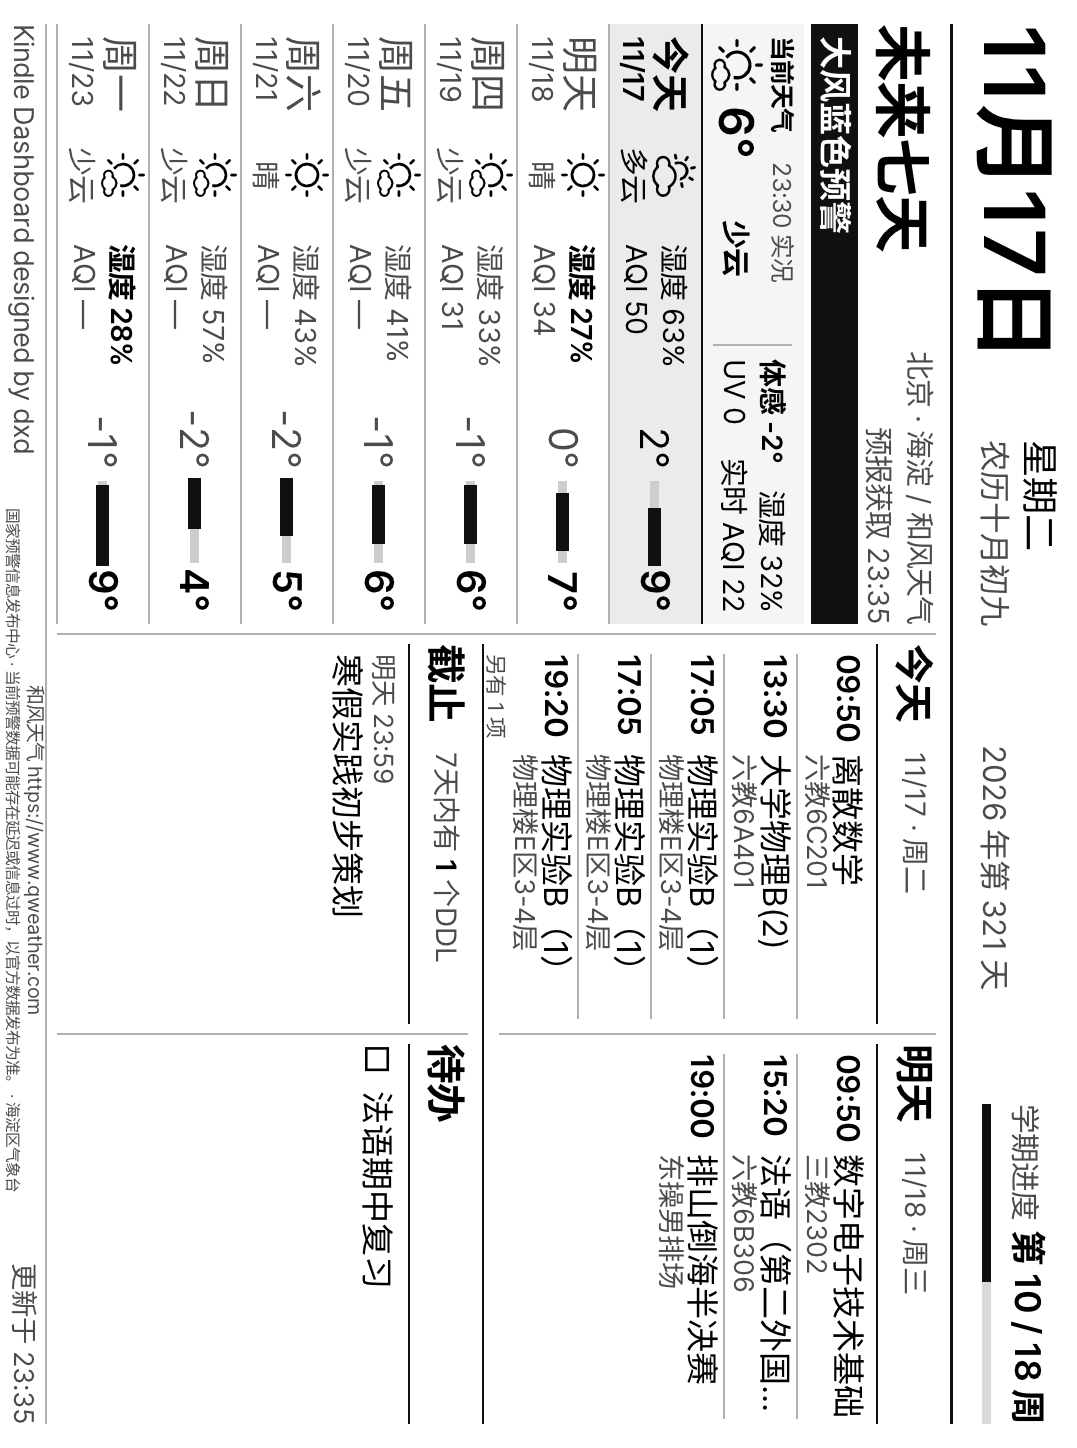 11月17日
星期二
农历十月初九
2026 年第 321 天
学期进度 第 10 / 18 周
未来七天
北京 · 海淀 / 和风天气
预报获取 23:35
大风蓝色预警
当前天气 23:30 实况
6° 少云
体感 -2° 湿度 32%
UV 0 实时 AQI 22
今天 多云 湿度 63% 2° 9°
11/17 AQI 50
明天 晴 湿度 27% 0° 7°
11/18 AQI 34
周四 少云 湿度 33% -1° 6°
11/19 AQI 31
周五 少云 湿度 41% -1° 6°
11/20 AQI —
周六 晴 湿度 43% -2° 5°
11/21 AQI —
周日 少云 湿度 57% -2° 4°
11/22 AQI —
周一 少云 湿度 28% -1° 9°
11/23 AQI —
今天 11/17 · 周二
09:50 离散数学
六教6C201
13:30 大学物理B(2)
六教6A401
17:05 物理实验B（1）
物理楼E区3-4层
17:05 物理实验B（1）
物理楼E区3-4层
19:20 物理实验B（1）
物理楼E区3-4层
另有 1 项
明天 11/18 · 周三
09:50 数字电子技术基础
三教2302
15:20 法语（第二外国…
六教6B306
19:00 排山倒海半决赛
东操男排场
截止 7天内有 1 个DDL
明天 23:59
寒假实践初步策划
待办
法语期中复习
Kindle Dashboard designed by dxd
和风天气 https://www.qweather.com
国家预警信息发布中心 · 当前预警数据可能存在延迟或信息过时，以官方数据发布为准。 · 海淀区气象台
更新于 23:35